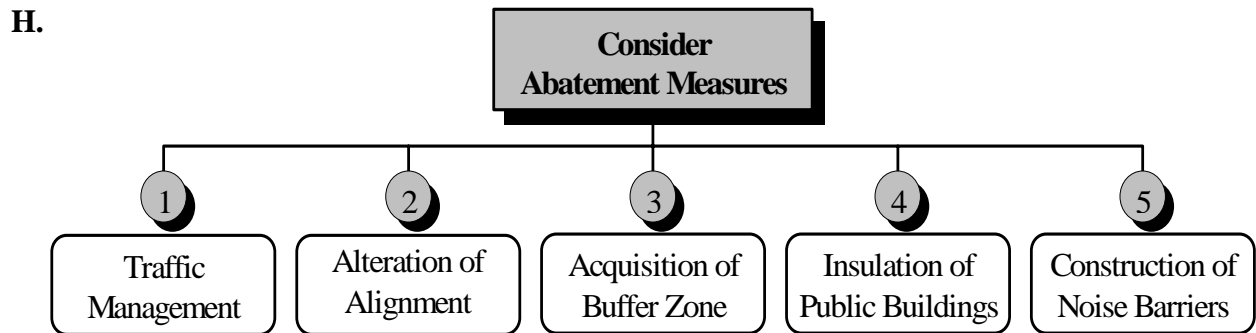 H.
Consider
Abatement Measures
1
2
3
4
5
Traffic
Management
Alteration of
Alignment
Acquisition of
Buffer Zone
Insulation of
Public Buildings
Construction of
Noise Barriers